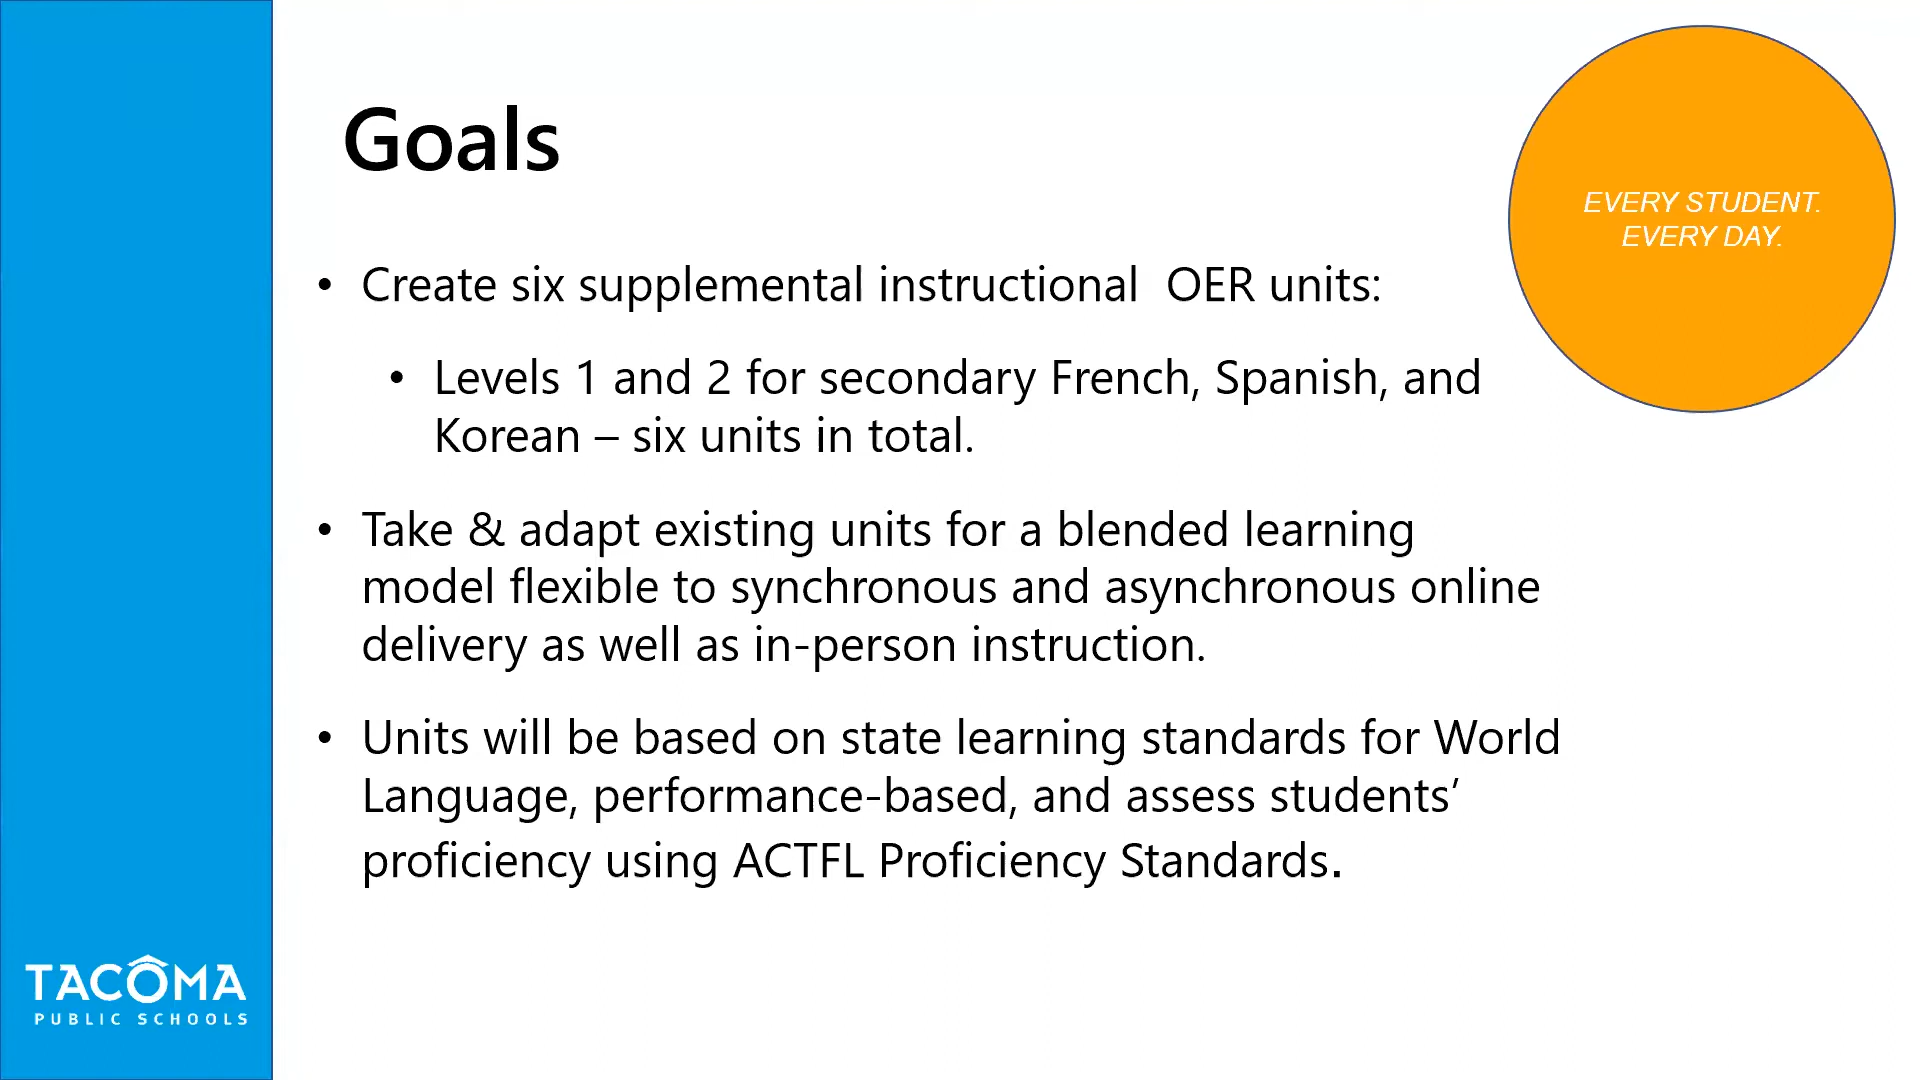 Goals
EVERY STUDENT.
EVERY DAY.
• Create six supplemental instructional  OER units:
• Levels 1 and 2 for secondary French, Spanish, and
Korean – six units in total.
• Take & adapt existing units for a blended learning
model flexible to synchronous and asynchronous online
delivery as well as in-person instruction.
• Units will be based on state learning standards for World
Language, performance-based, and assess students’
proficiency using ACTFL Proficiency Standards.
TACOMA
PUBLIC SCHOOLS